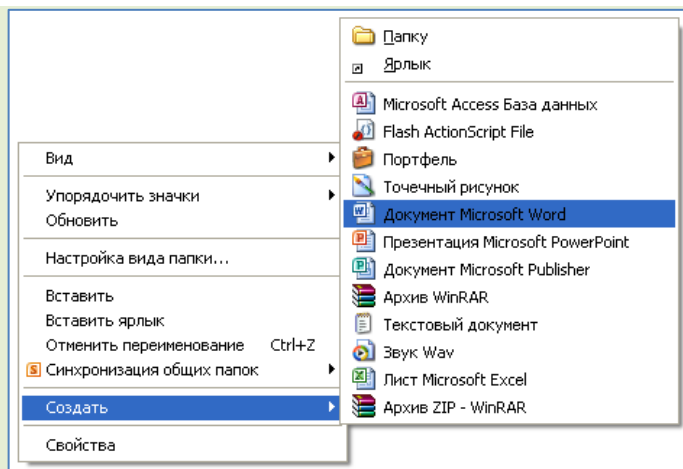 Вид
Упорядочить значки
Обновить
Настройка вида папки...
Вставить
Вставить ярлык
Отменить переименование Ctrl+Z
Синхронизация общих папок
Создать
Свойства
Папку
Ярлык
Microsoft Access База данных
Flash ActionScript File
Портфель
Точечный рисунок
Документ Microsoft Word
Презентация Microsoft PowerPoint
Документ Microsoft Publisher
Архив WinRAR
Текстовый документ
Звук Wav
Лист Microsoft Excel
Архив ZIP - WinRAR